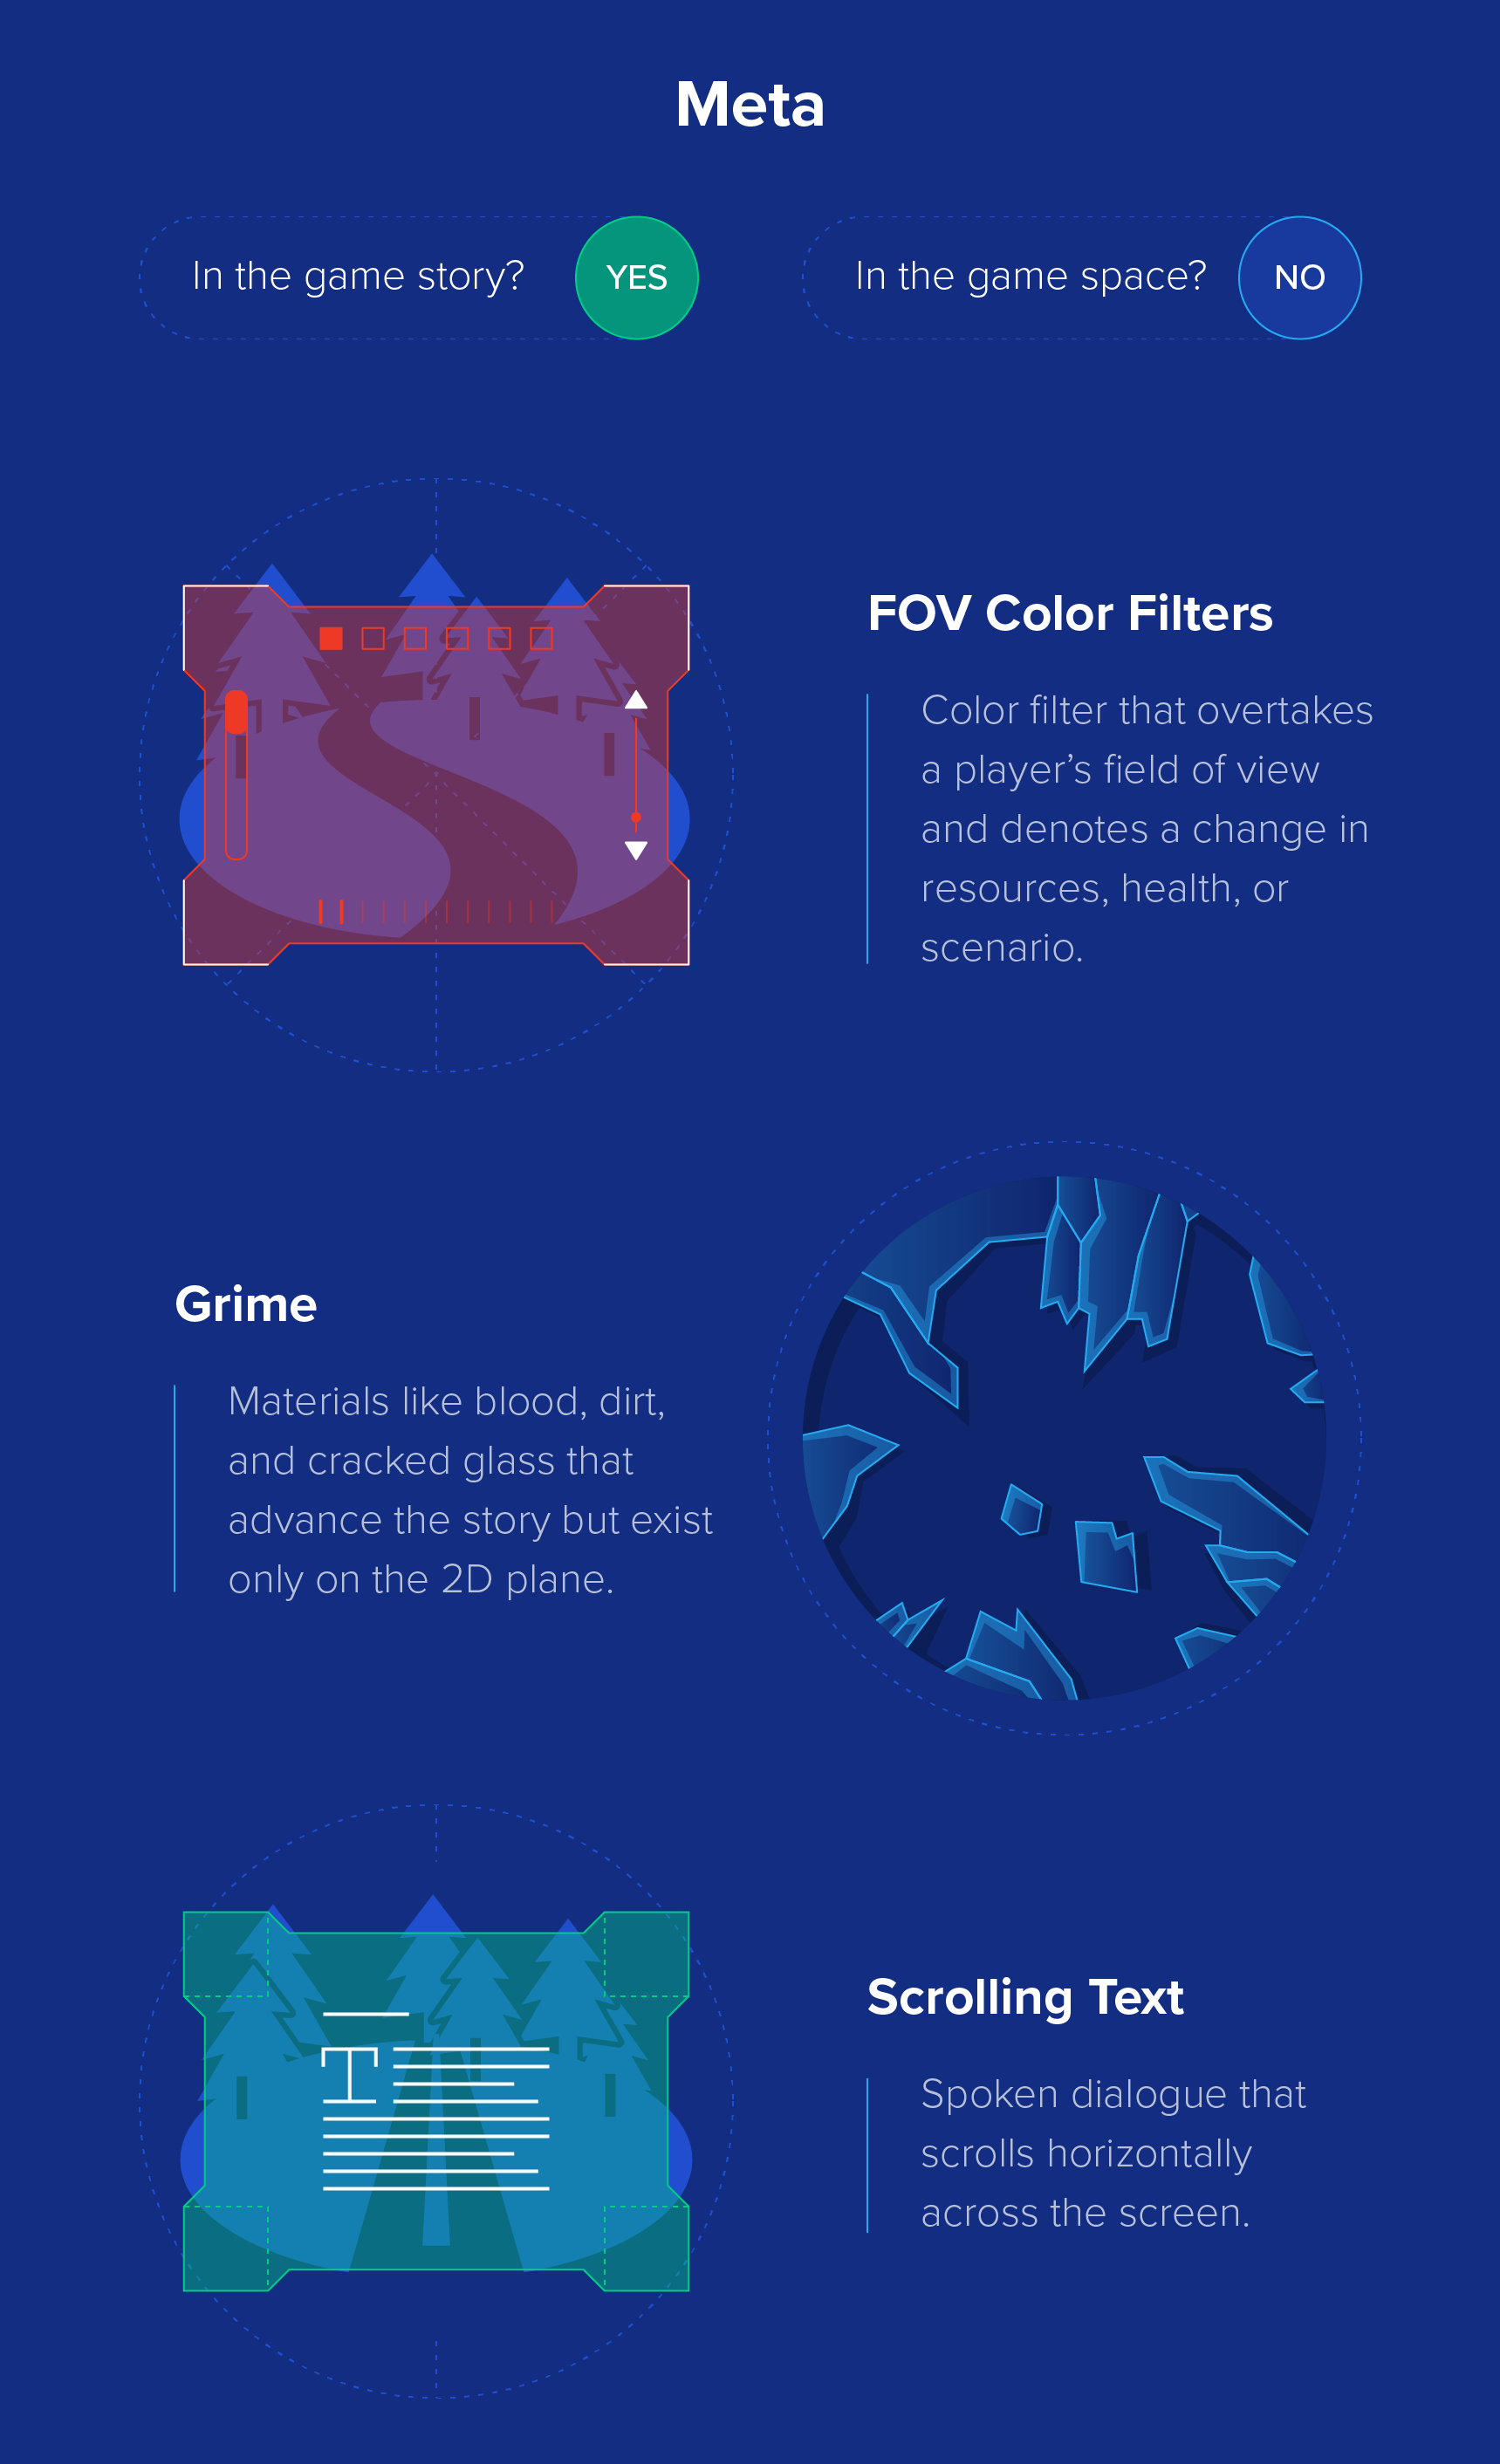 Meta
In the game story? YES
In the game space? NO
FOV Color Filters
Color filter that overtakes
a player’s field of view
and denotes a change in
resources, health, or
scenario.
Grime
Materials like blood, dirt,
and cracked glass that
advance the story but exist
only on the 2D plane.
T
Scrolling Text
Spoken dialogue that
scrolls horizontally
across the screen.